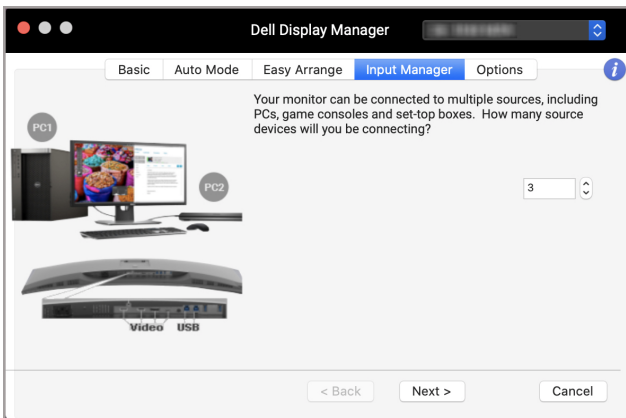 Dell Display Manager
Basic Auto Mode Easy Arrange Input Manager Options
i
Your monitor can be connected to multiple sources, including
PCs, game consoles and set-top boxes. How many source
devices will you be connecting?
PC1
PC2
3
Video USB
< Back Next > Cancel